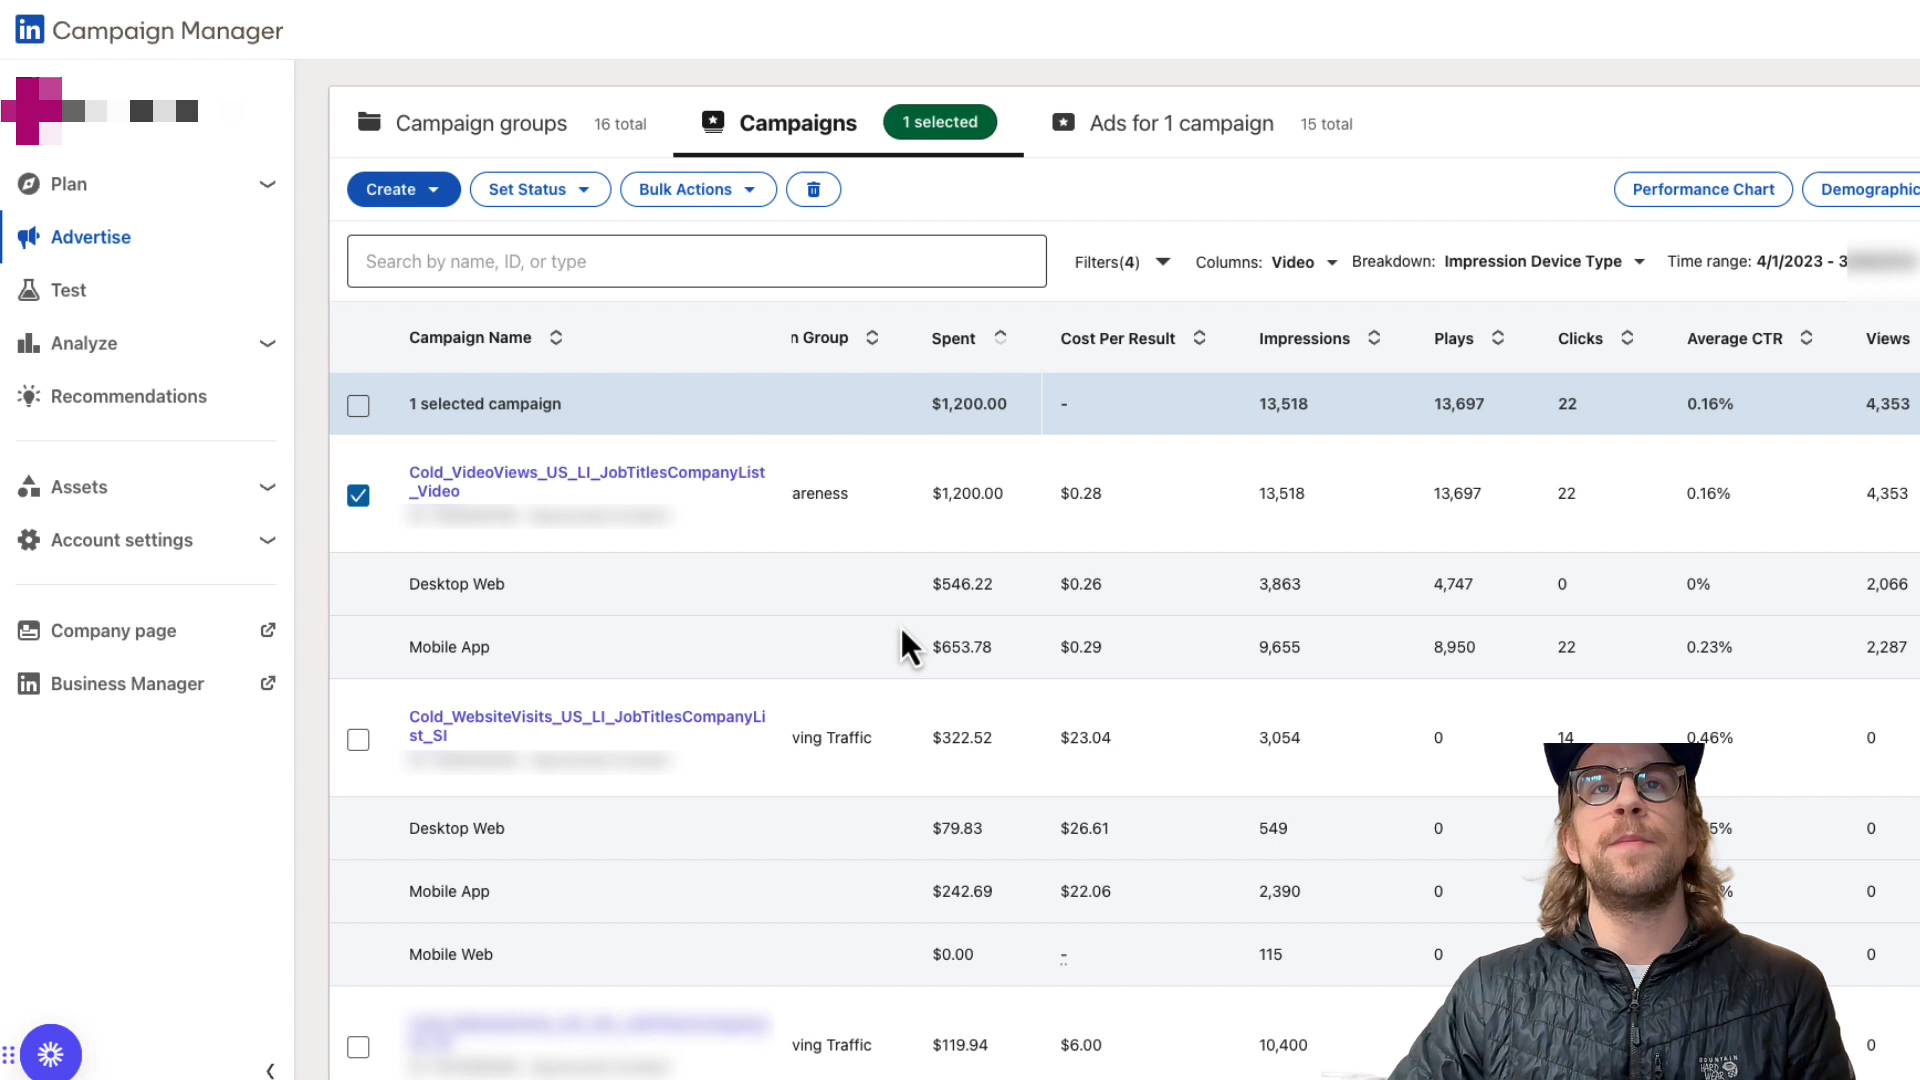 in Campaign Manager
Plan
Advertise
Test
Analyze
Recommendations
Assets
Account settings
Company page
Business Manager
Campaign groups 16 total Campaigns 1 selected Ads for 1 campaign 15 total
Create Set Status Bulk Actions Performance Chart Demographic
Search by name, ID, or type Filters(4) Columns: Video Breakdown: Impression Device Type Time range: 4/1/2023 - 3
Campaign Name n Group Spent Cost Per Result Impressions Plays Clicks Average CTR Views
1 selected campaign $1,200.00 - 13,518 13,697 22 0.16% 4,353
Cold_VideoViews_US_LI_JobTitlesCompanyList
_Video
areness $1,200.00 $0.28 13,518 13,697 22 0.16% 4,353
Desktop Web $546.22 $0.26 3,863 4,747 0 0% 2,066
Mobile App $653.78 $0.29 9,655 8,950 22 0.23% 2,287
Cold_WebsiteVisits_US_LI_JobTitlesCompanyLi
st_SI
ving Traffic $322.52 $23.04 3,054 0 14 0.46% 0
Desktop Web $79.83 $26.61 549 0 5% 0
Mobile App $242.69 $22.06 2,390 0 % 0
Mobile Web $0.00 - 115 0 0
ving Traffic $119.94 $6.00 10,400 0
MOUNTAIN
HARD
WEAR